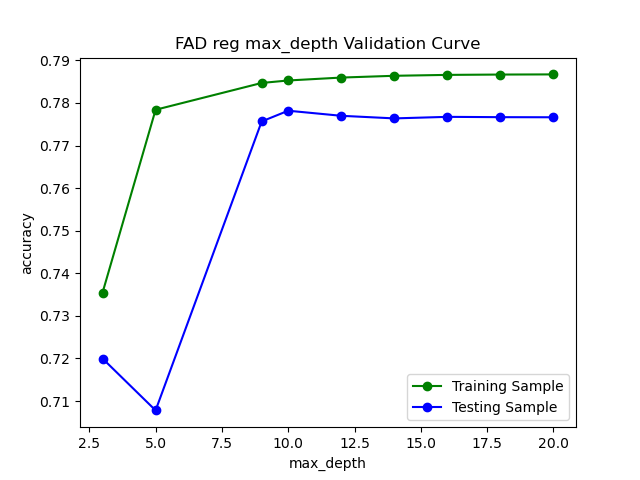 FAD reg max_depth Validation Curve
0.79
0.78
0.77
0.76
0.75
0.74
0.73
0.72
0.71
accuracy
Training Sample
Testing Sample
2.5 5.0 7.5 10.0 12.5 15.0 17.5 20.0
max_depth